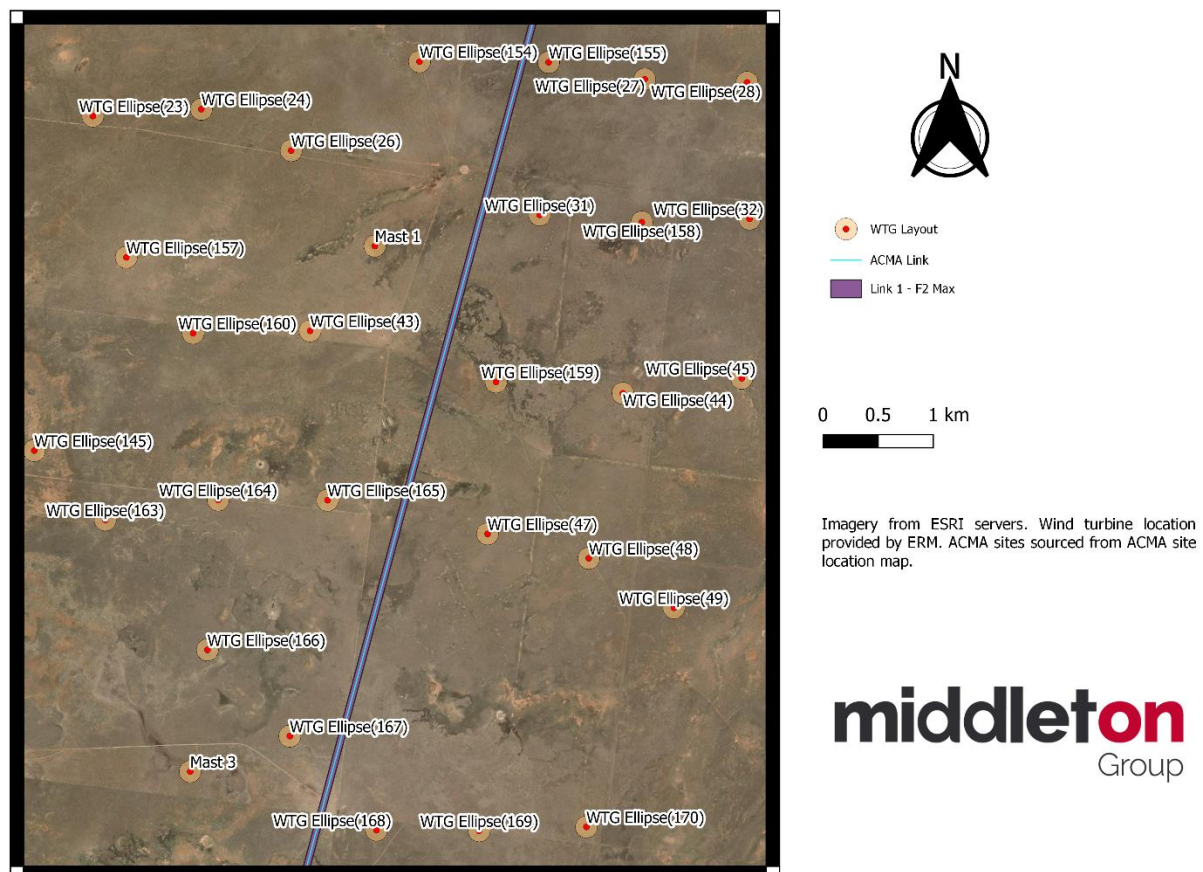 WTG Ellipse(154)
WTG Ellipse(155)
WTG Ellipse(27)
WTG Ellipse(28)
WTG Ellipse(23)
WTG Ellipse(24)
WTG Ellipse(26)
WTG Ellipse(31)
WTG Ellipse(32)
WTG Ellipse(158)
Mast 1
WTG Ellipse(157)
WTG Ellipse(160)
WTG Ellipse(43)
WTG Ellipse(159)
WTG Ellipse(45)
WTG Ellipse(44)
WTG Ellipse(145)
WTG Ellipse(164)
WTG Ellipse(165)
WTG Ellipse(163)
WTG Ellipse(47)
WTG Ellipse(48)
WTG Ellipse(49)
WTG Ellipse(166)
WTG Ellipse(167)
Mast 3
WTG Ellipse(168)
WTG Ellipse(169)
WTG Ellipse(170)
N
WTG Layout
ACMA Link
Link 1 - F2 Max
0 0.5 1 km
Imagery from ESRI servers. Wind turbine location
provided by ERM. ACMA sites sourced from ACMA site
location map.
middleton
Group